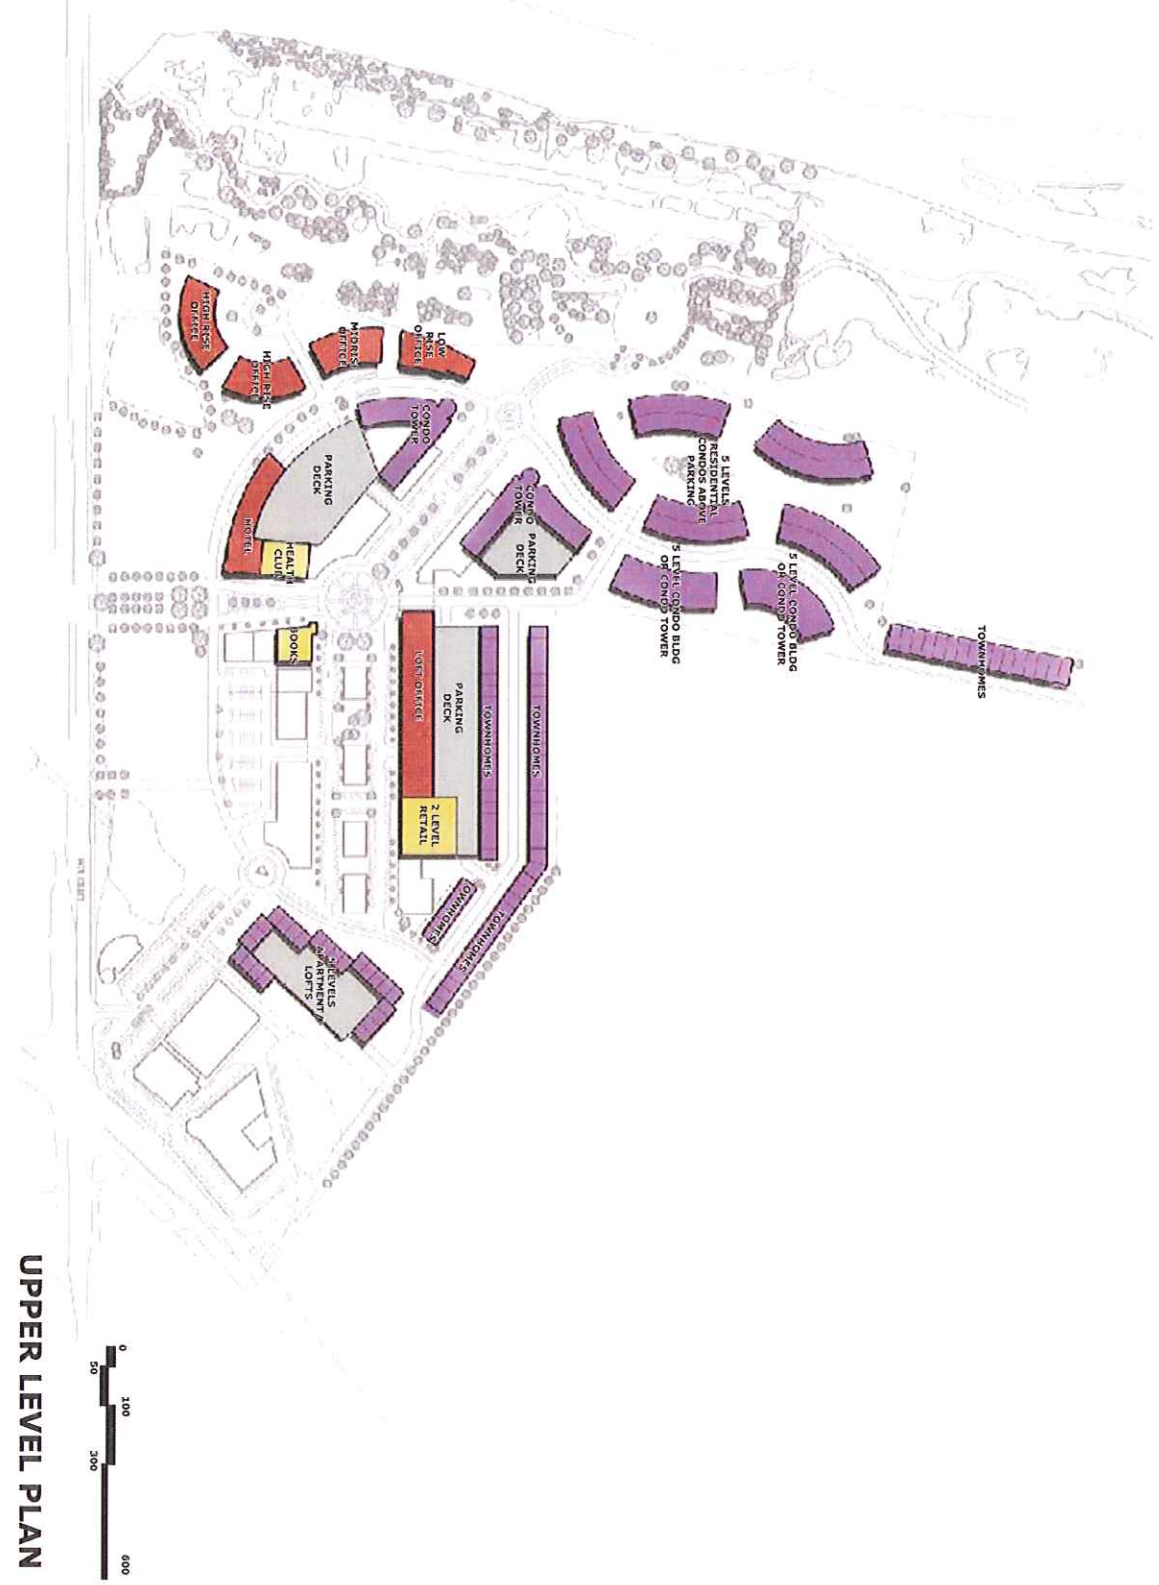 HIGH RISE
OFFICE
HIGH RISE
OFFICE
MIDRISE
OFFICE
LOW
RISE
OFFICE
CONDO
TOWER
PARKING
DECK
HOTEL
HEALTH
CLUB
CONDO
TOWER
PARKING
DECK
5 LEVELS
RESIDENTIAL
CONDOS ABOVE
PARKING
5 LEVEL CONDO BLDG
OR CONDO TOWER
5 LEVEL CONDO BLDG
OR CONDO TOWER
TOWNHOMES
BOOKS
LOFT OFFICE
PARKING
DECK
TOWNHOMES
TOWNHOMES
2 LEVEL
RETAIL
TOWNHOMES
TOWNHOMES
5 LEVELS
APARTMENT
LOFTS
UPPER LEVEL PLAN
0
50
100
300
600